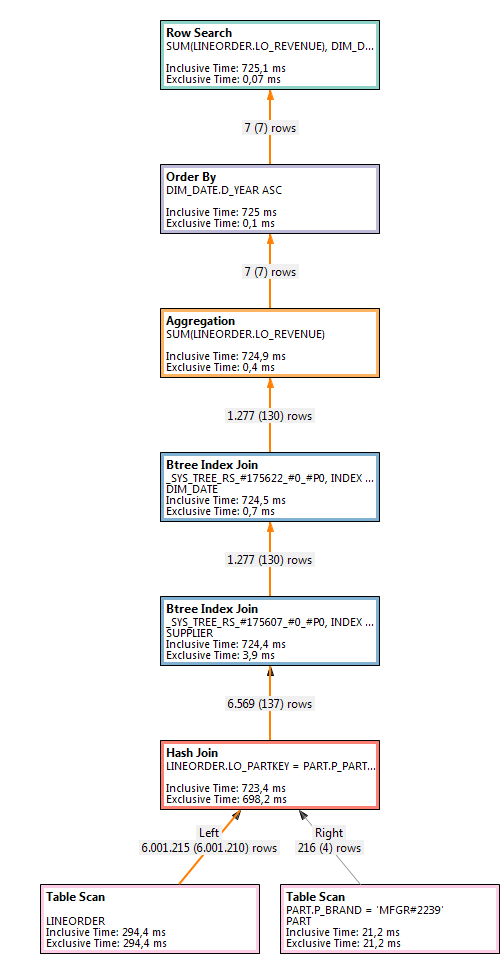 Row Search
SUM(LINEORDER.LO_REVENUE), DIM_D...
Inclusive Time: 725,1 ms
Exclusive Time: 0,07 ms
7 (7) rows
Order By
DIM_DATE.D_YEAR ASC
Inclusive Time: 725 ms
Exclusive Time: 0,1 ms
7 (7) rows
Aggregation
SUM(LINEORDER.LO_REVENUE)
Inclusive Time: 724,9 ms
Exclusive Time: 0,4 ms
1.277 (130) rows
Btree Index Join
_SYS_TREE_RS_#175622_#0_#P0, INDEX ...
DIM_DATE
Inclusive Time: 724,5 ms
Exclusive Time: 0,7 ms
1.277 (130) rows
Btree Index Join
_SYS_TREE_RS_#175607_#0_#P0, INDEX ...
SUPPLIER
Inclusive Time: 724,4 ms
Exclusive Time: 3,9 ms
6.569 (137) rows
Hash Join
LINEORDER.LO_PARTKEY = PART.P_PART...
Inclusive Time: 723,4 ms
Exclusive Time: 698,2 ms
Left
6.001.215 (6.001.210) rows
Right
216 (4) rows
Table Scan
LINEORDER
Inclusive Time: 294,4 ms
Exclusive Time: 294,4 ms
Table Scan
PART.P_BRAND = 'MFGR#2239'
PART
Inclusive Time: 21,2 ms
Exclusive Time: 21,2 ms